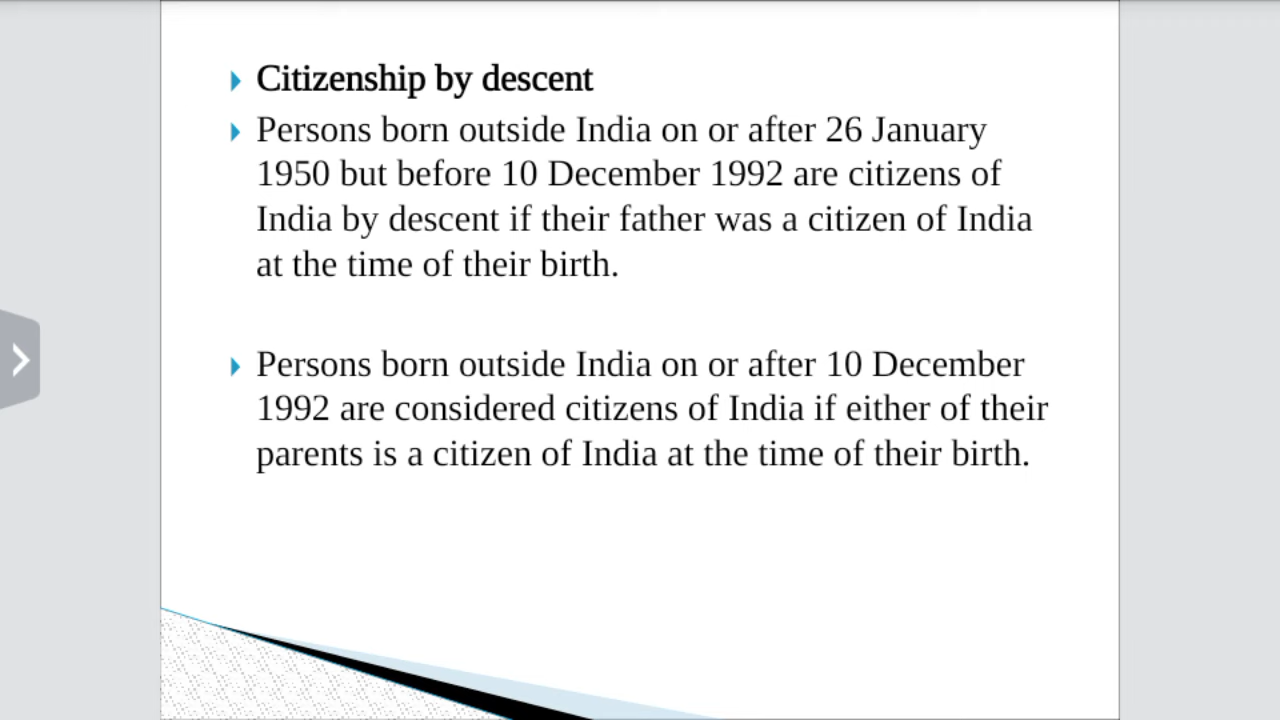 Citizenship by descent
Persons born outside India on or after 26 January
1950 but before 10 December 1992 are citizens of
India by descent if their father was a citizen of India
at the time of their birth.
Persons born outside India on or after 10 December
1992 are considered citizens of India if either of their
parents is a citizen of India at the time of their birth.